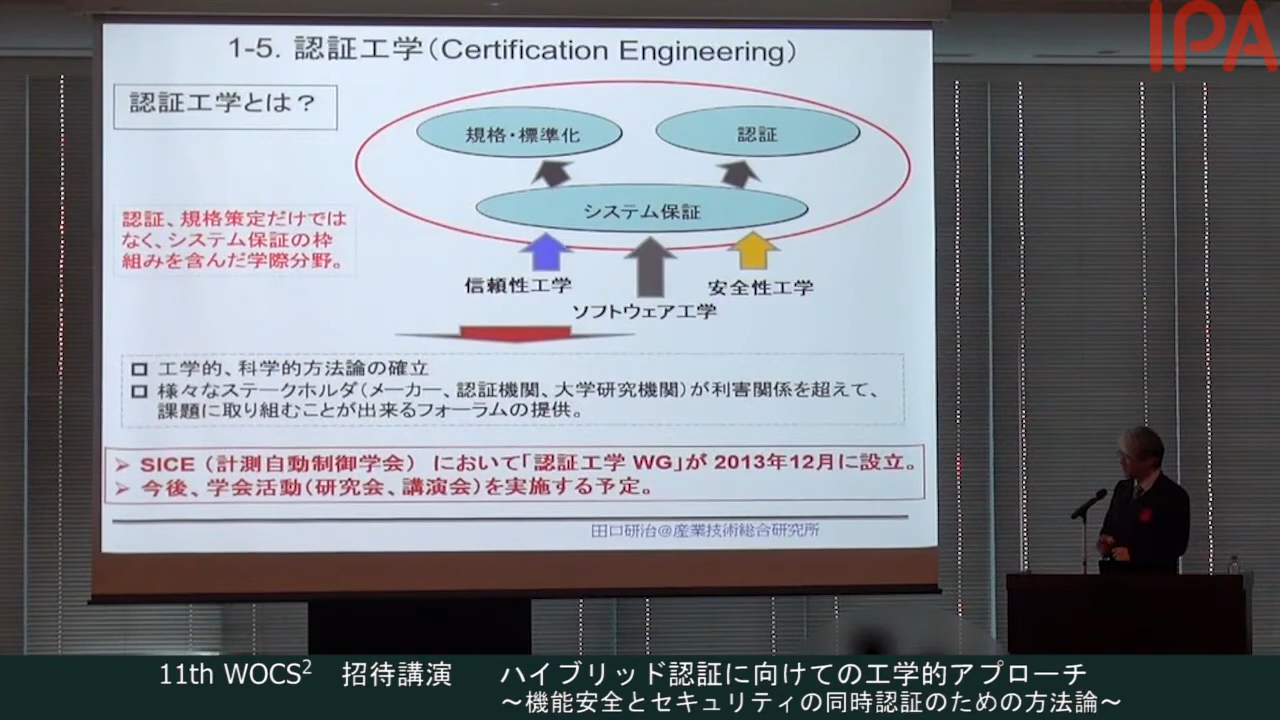 IPA
1-5. 認証工学（Certification Engineering）
認証工学とは？
規格・標準化
認証
システム保証
認証、規格策定だけでは
なく、システム保証の枠
組みを含んだ学際分野。
信頼性工学
安全性工学
ソフトウェア工学
工学的、科学的方法論の確立
様々なステークホルダ（メーカー、認証機関、大学研究機関）が利害関係を超えて、
課題に取り組むことが出来るフォーラムの提供。
SICE（計測自動制御学会） において「認証工学 WG」が 2013年12月に設立。
今後、学会活動（研究会、講演会）を実施する予定。
田口研治＠産業技術総合研究所
11th WOCS² 招待講演 ハイブリッド認証に向けての工学的アプローチ
～機能安全とセキュリティの同時認証のための方法論～